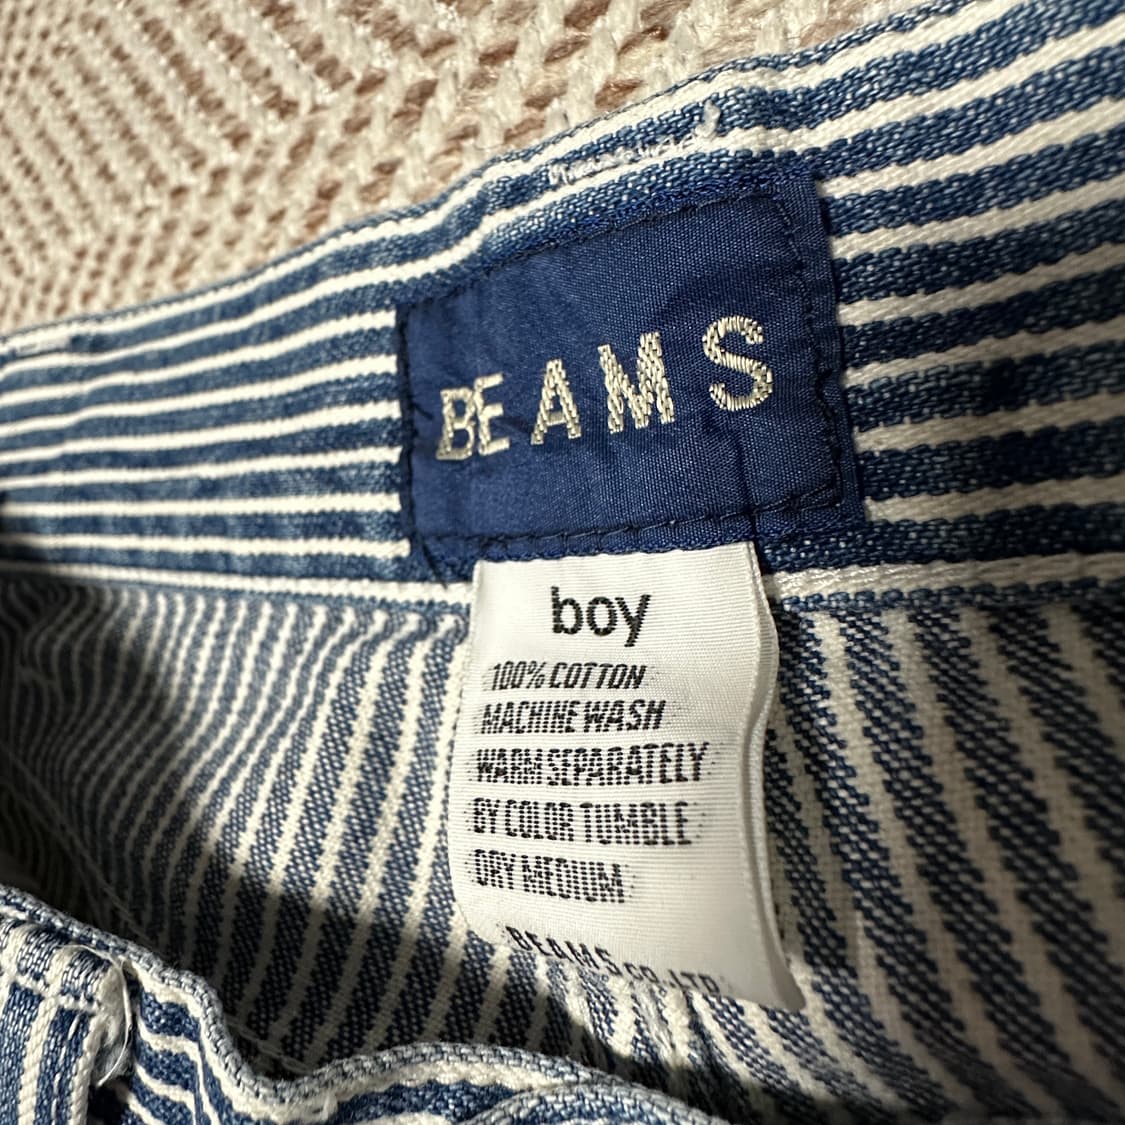 BEAMS
boy
100% COTTON
MACHINE WASH
WARM SEPARATELY
BY COLOR TUMBLE
DRY MEDIUM
BEAMS CO.,LTD.